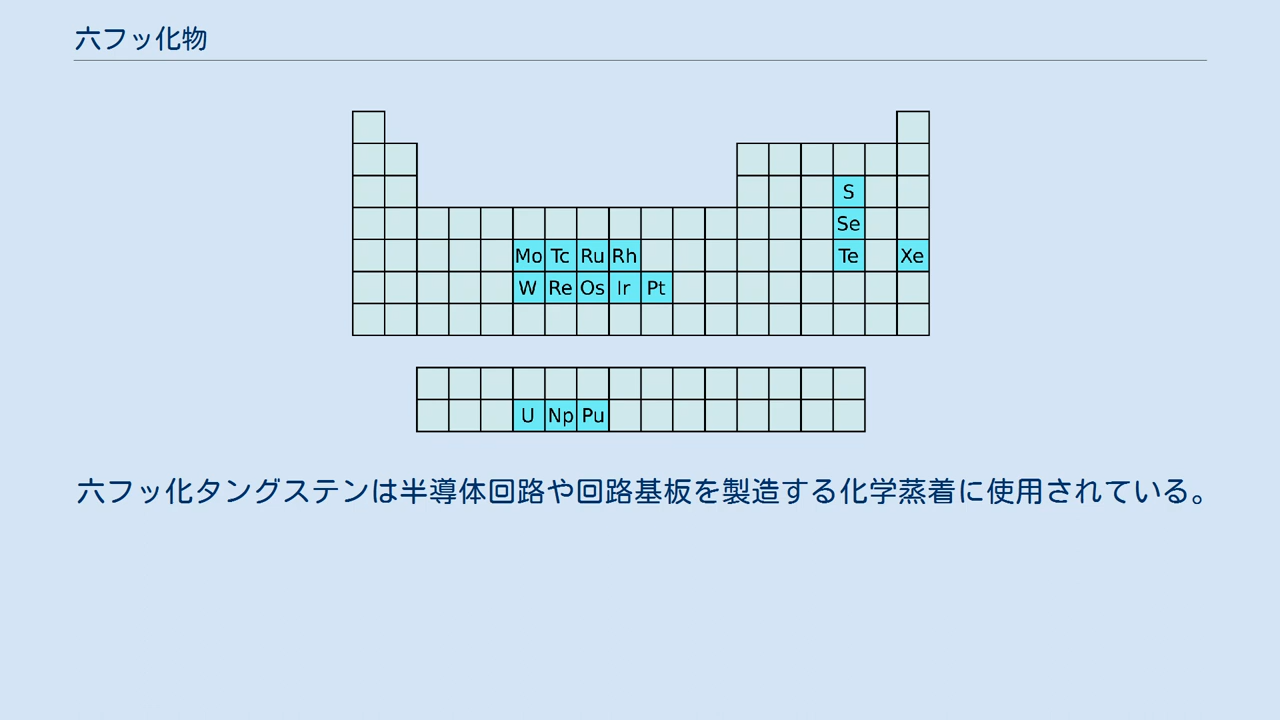 六フッ化物
S
Se
Mo Tc Ru Rh Te Xe
W Re Os Ir Pt
U Np Pu
六フッ化タングステンは半導体回路や回路基板を製造する化学蒸着に使用されている。